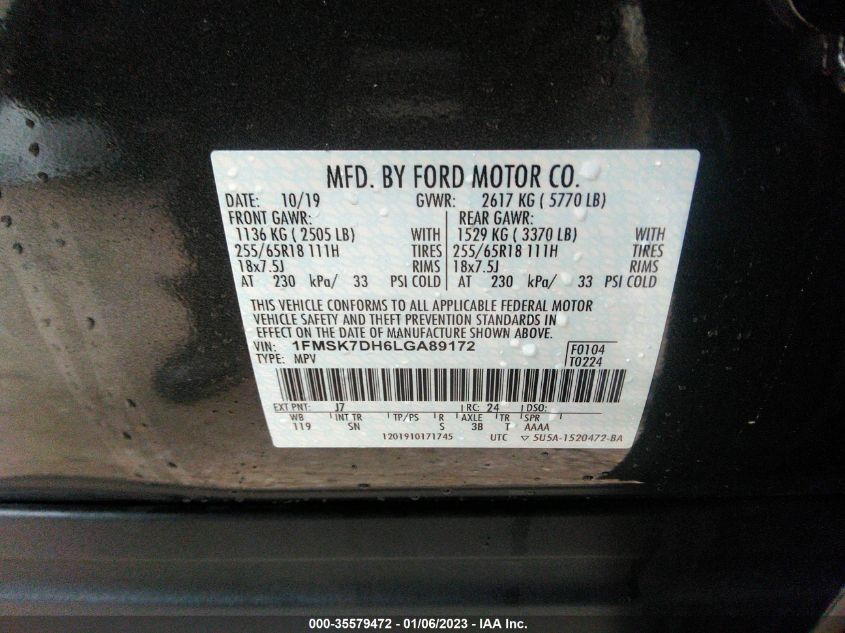 MFD. BY FORD MOTOR CO.
DATE: 10/19 GVWR: 2617 KG ( 5770 LB)
FRONT GAWR: REAR GAWR:
1136 KG ( 2505 LB) WITH 1529 KG ( 3370 LB) WITH
255/65R18 111H TIRES 255/65R18 111H TIRES
18x7.5J RIMS 18x7.5J RIMS
AT 230 kPa/ 33 PSI COLD AT 230 kPa/ 33 PSI COLD
THIS VEHICLE CONFORMS TO ALL APPLICABLE FEDERAL MOTOR
VEHICLE SAFETY AND THEFT PREVENTION STANDARDS IN
EFFECT ON THE DATE OF MANUFACTURE SHOWN ABOVE.
VIN: 1FMSK7DH6LGA89172 F0104
TYPE: MPV T0224
EXT PNT: J7 RC: 24 DSO:
WB INT TR TP/PS R AXLE TR SPR
119 SN S 3B T AAAA
1201910171745 UTC ▽ 5U5A-1520472-BA
000-35579472 - 01/06/2023 - © IAA Inc.